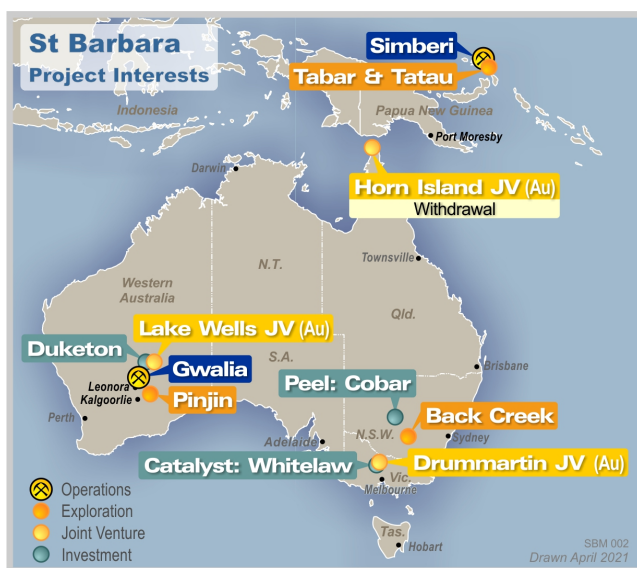 St Barbara
Project Interests
Simberi
Tabar & Tatau
Indonesia
Papua New Guinea
Port Moresby
Darwin
Horn Island JV (Au)
Withdrawal
Townsville
N.T.
Western
Australia
Qld.
Lake Wells JV (Au)
Duketon
S.A.
Gwalia
Brisbane
Leonora
Peel: Cobar
Kalgoorlie
Pinjin
Perth
Back Creek
N.S.W.
Adelaide
Sydney
Catalyst: Whitelaw
Drummartin JV (Au)
Vic.
Melbourne
Operations
Exploration
Joint Venture
Investment
Tas.
Hobart
SBM 002
Drawn April 2021